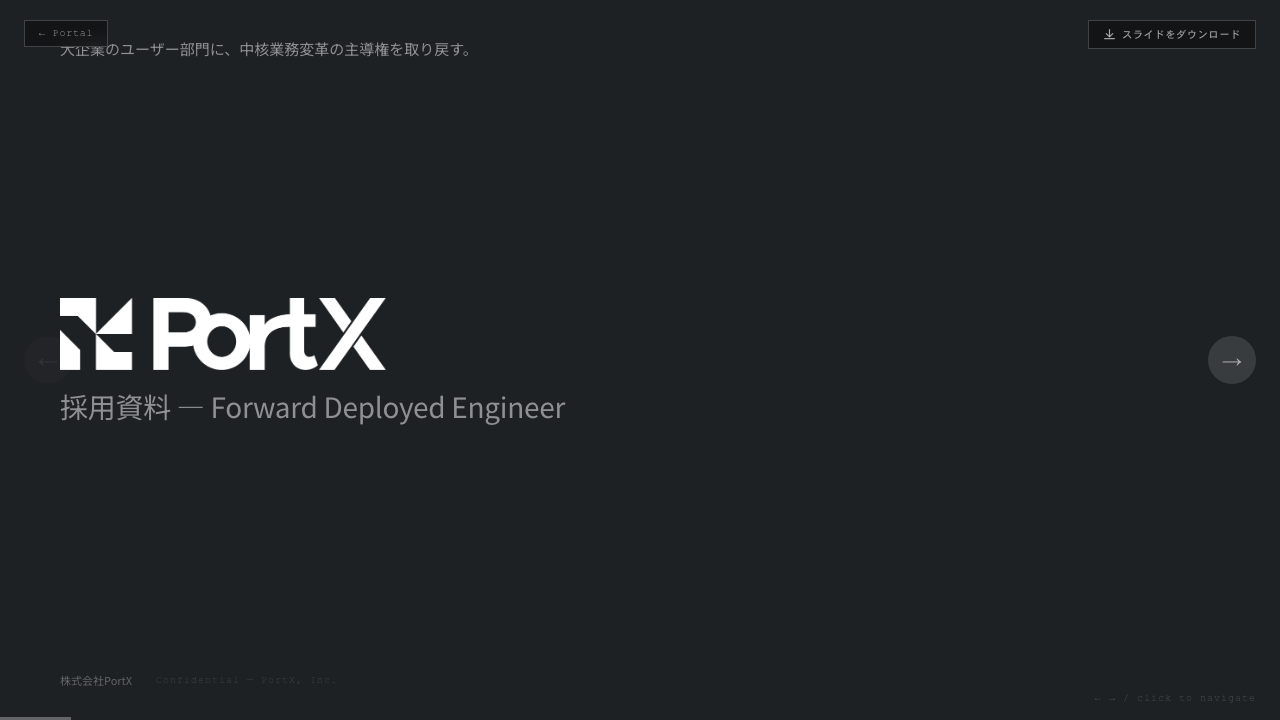 ← Portal
大企業のユーザー部門に、中核業務変革の主導権を取り戻す。
スライドをダウンロード
PortX
採用資料 — Forward Deployed Engineer
株式会社PortX
Confidential — PortX, Inc.
← → / click to navigate